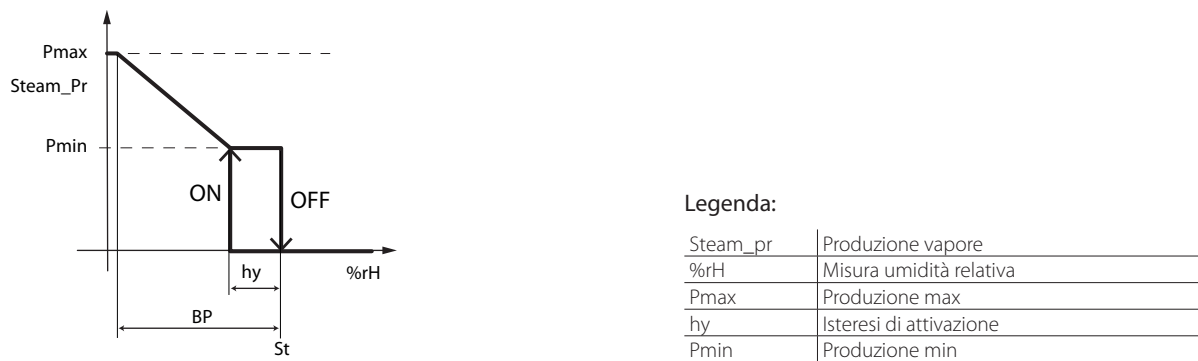 Pmax
Steam_Pr
Pmin
ON
OFF
hy
%rH
BP
St
Legenda:
Steam_pr Produzione vapore
%rH Misura umidità relativa
Pmax Produzione max
hy Isteresi di attivazione
Pmin Produzione min